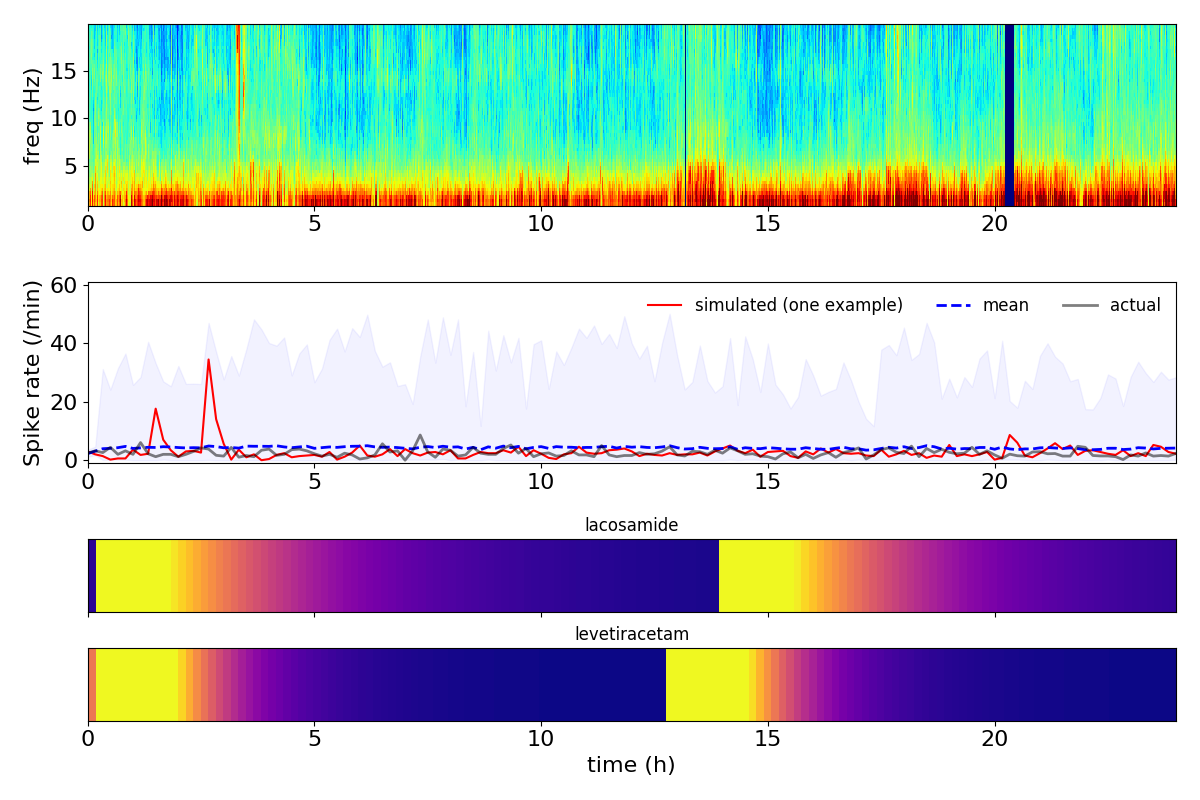 freq (Hz)
15
10
5
0 5 10 15 20
Spike rate (/min)
60
40
20
0
simulated (one example) mean actual
0 5 10 15 20
lacosamide
levetiracetam
0 5 10 15 20
time (h)